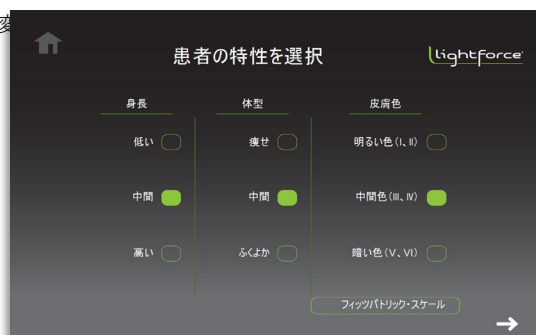 患者の特性を選択
lightforce
身長 体型 皮膚色
低い 痩せ 明るい色(I、II)
中間 中間 中間色(III、IV)
高い ふくよか 暗い色(V、VI)
フィッツパトリック・スケール